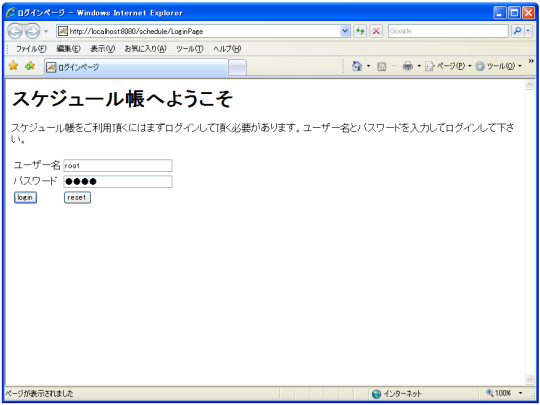 ログインページ - Windows Internet Explorer
http://localhost:8080/schedule/LoginPage
Google
ファイル(F) 編集(E) 表示(V) お気に入り(A) ツール(T) ヘルプ(H)
ログインページ
ページ(P) ツール(O)
スケジュール帳へようこそ
スケジュール帳をご利用頂くにはまずログインして頂く必要があります。ユーザー名とパスワードを入力してログインして下さ
い。
ユーザー名 root
パスワード ●●●●
login reset
ページが表示されました インターネット 100%